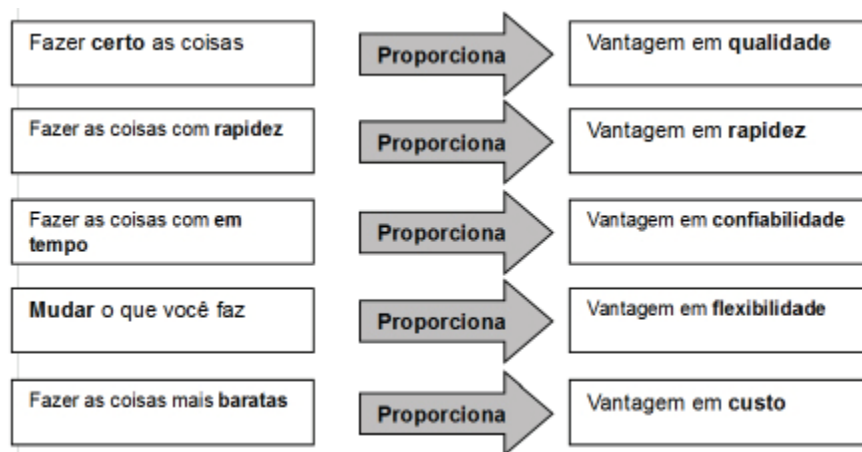 Fazer certo as coisas
Proporciona
Vantagem em qualidade
Fazer as coisas com rapidez
Proporciona
Vantagem em rapidez
Fazer as coisas com em
tempo
Proporciona
Vantagem em confiabilidade
Mudar o que você faz
Proporciona
Vantagem em flexibilidade
Fazer as coisas mais baratas
Proporciona
Vantagem em custo